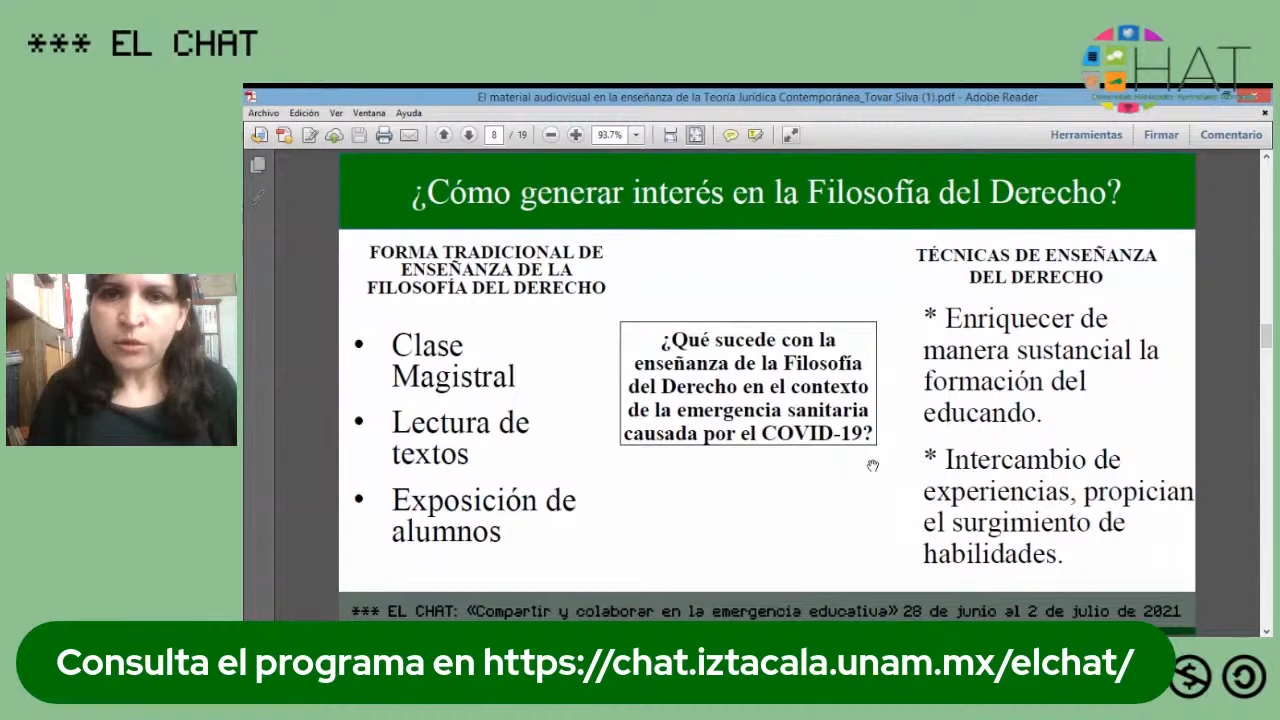 *** EL CHAT
HAT
El material audiovisual en la enseñanza de la Teoría Jurídica Contemporánea_Tovar Silva (1).pdf - Adobe Reader
Archivo Edición Ver Ventana Ayuda
8 / 19 93.7% Herramientas Firmar Comentario
¿Cómo generar interés en la Filosofía del Derecho?
FORMA TRADICIONAL DE
ENSEÑANZA DE LA
FILOSOFÍA DEL DERECHO
• Clase
Magistral
• Lectura de
textos
• Exposición de
alumnos
¿Qué sucede con la
enseñanza de la Filosofía
del Derecho en el contexto
de la emergencia sanitaria
causada por el COVID-19?
TÉCNICAS DE ENSEÑANZA
DEL DERECHO
* Enriquecer de
manera sustancial la
formación del
educando.
* Intercambio de
experiencias, propician
el surgimiento de
habilidades.
*** EL CHAT: «Compartir y colaborar en la emergencia educativa» 28 de junio al 2 de julio de 2021
Consulta el programa en https://chat.iztacala.unam.mx/elchat/